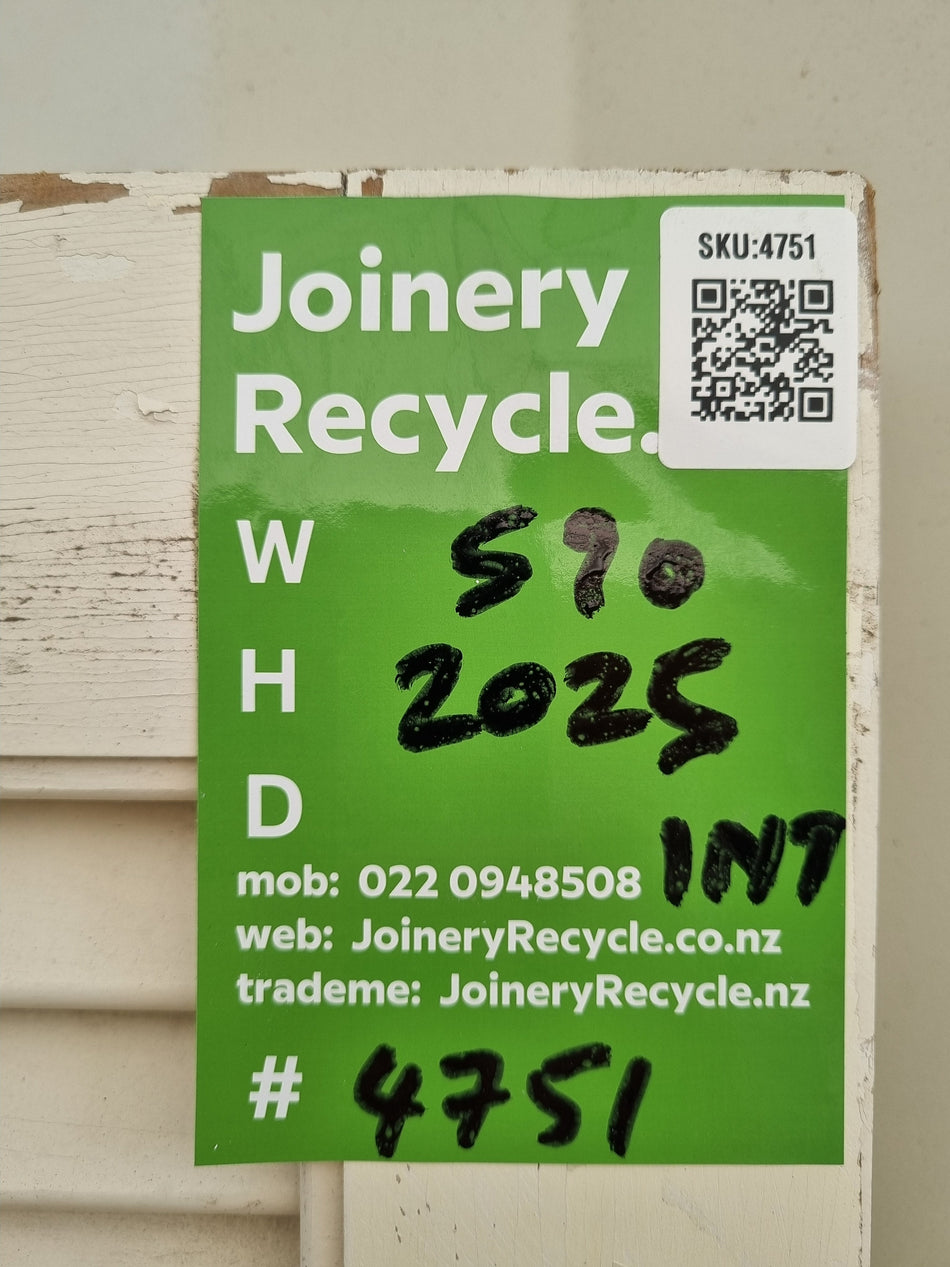 Joinery
SKU:4751
Recycle.
W 590
H 2025
D
INT
mob: 022 0948508
web: JoineryRecycle.co.nz
trademe: JoineryRecycle.nz
# 4751